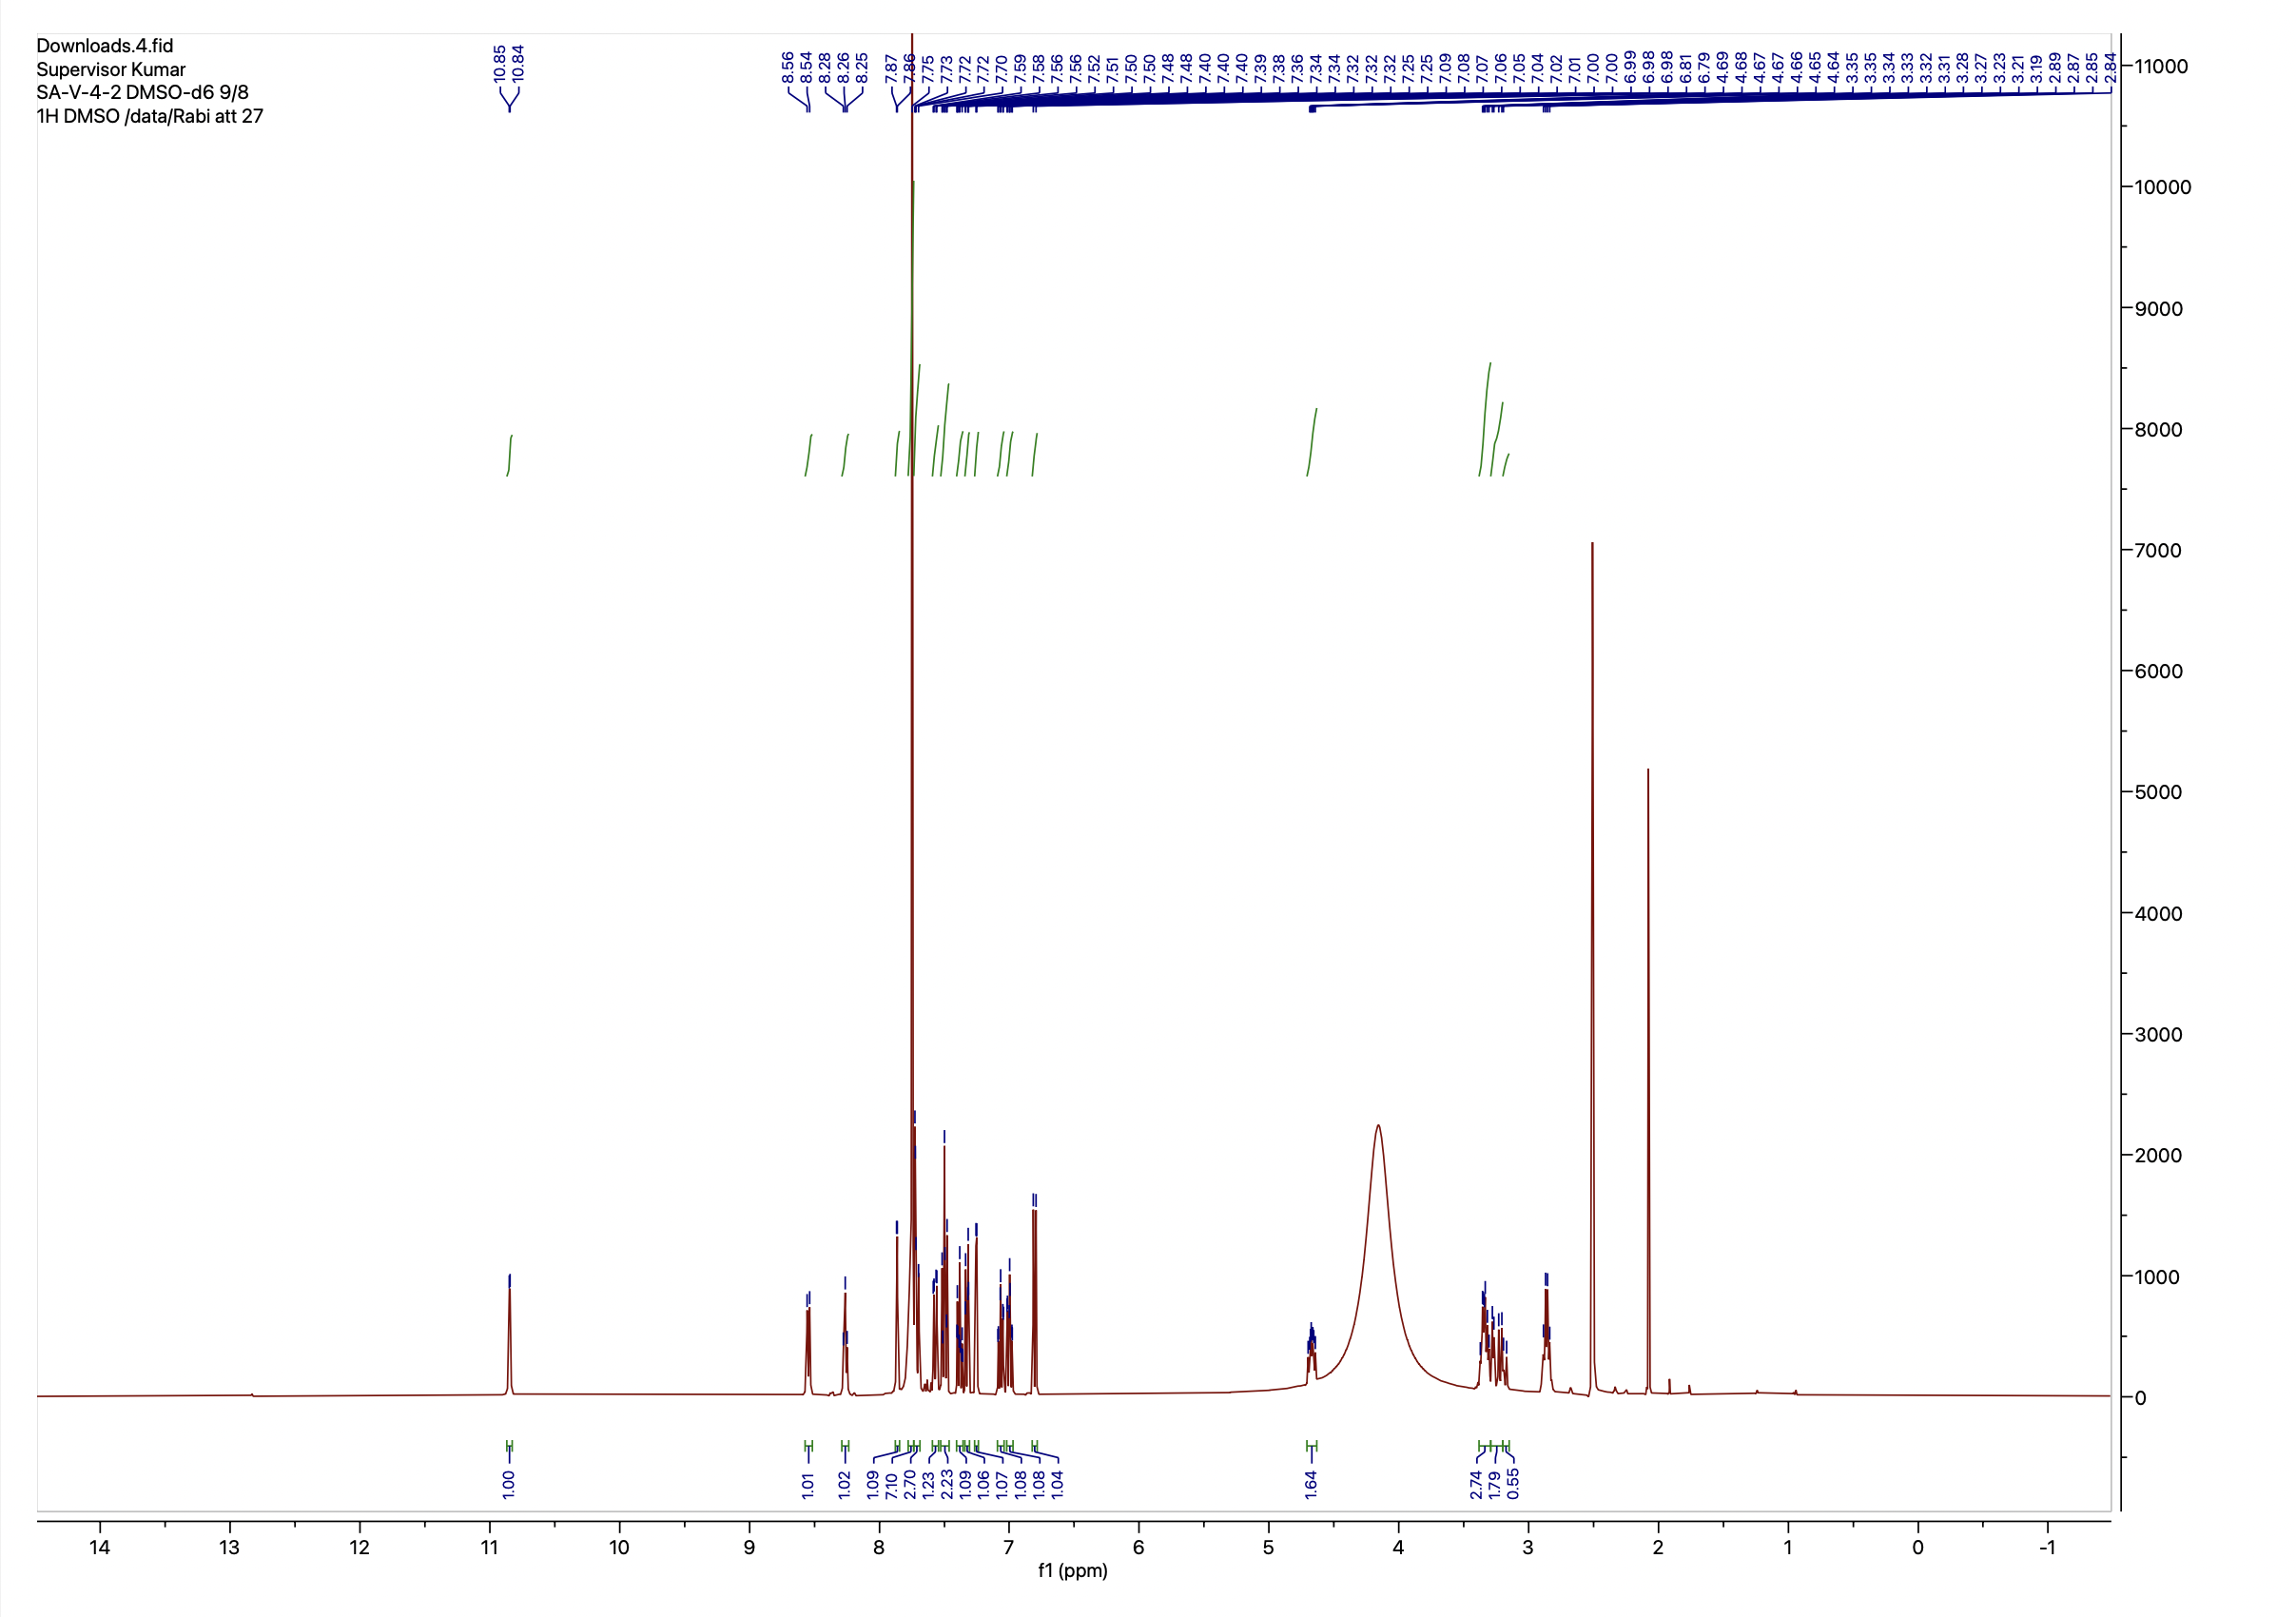 Downloads.4.fid
Supervisor Kumar
SA-V-4-2 DMSO-d6 9/8
1H DMSO /data/Rabi att 27
10.85 10.84 8.56 8.54 8.28 8.26 8.25 7.87 7.86 7.75 7.73 7.72 7.72 7.70 7.59 7.58 7.56 7.56 7.52 7.51 7.50 7.50 7.48 7.48 7.40 7.40 7.40 7.39 7.38 7.36 7.34 7.34 7.32 7.32 7.32 7.25 7.25 7.09 7.08 7.07 7.06 7.05 7.04 7.02 7.01 7.00 7.00 6.99 6.98 6.98 6.81 6.79 4.69 4.68 4.67 4.67 4.66 4.65 4.64 3.35 3.35 3.34 3.33 3.32 3.31 3.28 3.27 3.23 3.21 3.19 2.89 2.87 2.85 2.84
11000
10000
9000
8000
7000
6000
5000
4000
3000
2000
1000
0
1.00 1.01 1.02 1.09 7.10 2.70 1.23 2.23 1.09 1.06 1.07 1.08 1.08 1.04 1.64 2.74 1.79 0.55
14 13 12 11 10 9 8 7 6 5 4 3 2 1 0 -1
f1 (ppm)